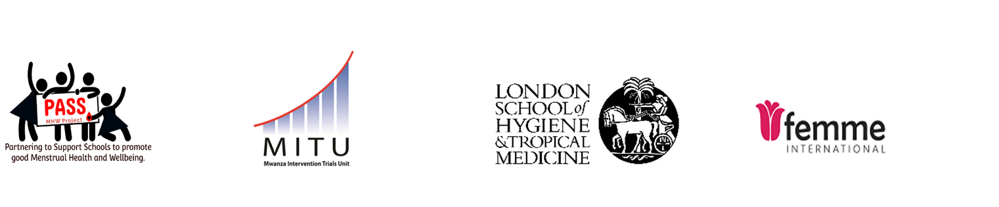 PASS
MHW Project
Partnering to Support Schools to promote
good Menstrual Health and Wellbeing.
MITU
Mwanza Intervention Trials Unit
LONDON
SCHOOL of
HYGIENE
& TROPICAL
MEDICINE
femme
INTERNATIONAL